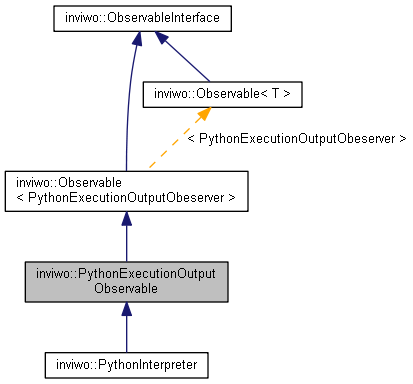 inviwo::ObservableInterface
inviwo::Observable< T >
< PythonExecutionOutputObeserver >
inviwo::Observable
< PythonExecutionOutputObeserver >
inviwo::PythonExecutionOutput
Observable
inviwo::PythonInterpreter